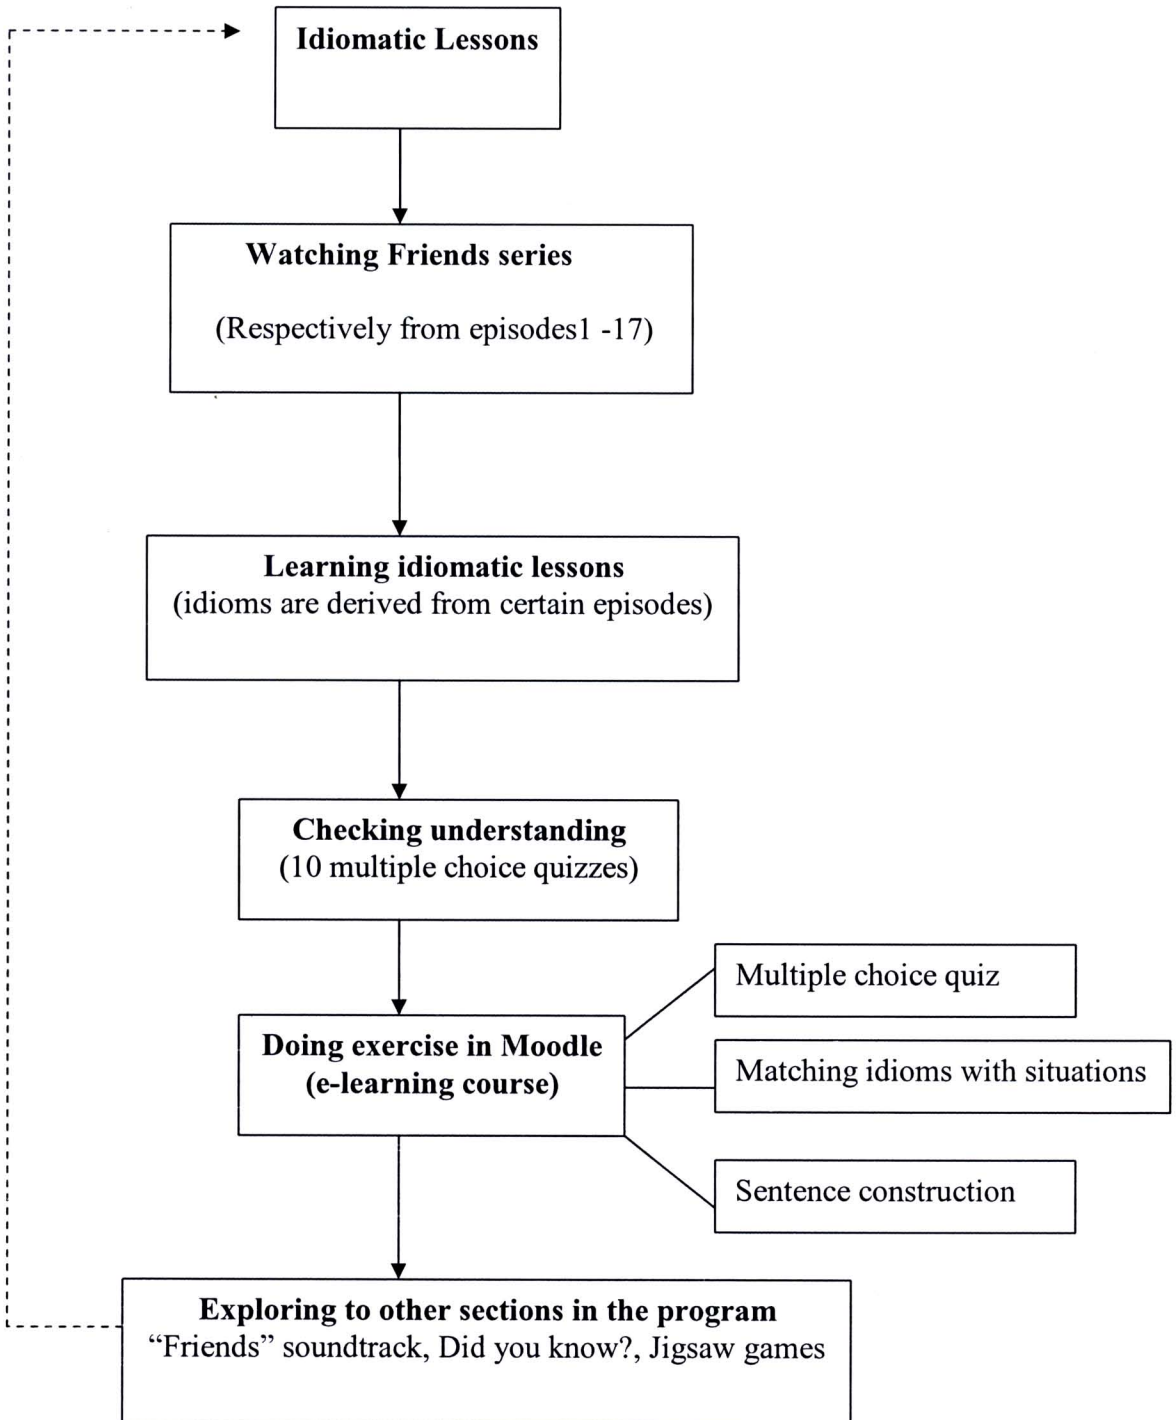 Idiomatic Lessons
Watching Friends series
(Respectively from episodes1 -17)
Learning idiomatic lessons
(idioms are derived from certain episodes)
Checking understanding
(10 multiple choice quizzes)
Doing exercise in Moodle
(e-learning course)
Multiple choice quiz
Matching idioms with situations
Sentence construction
Exploring to other sections in the program
“Friends” soundtrack, Did you know?, Jigsaw games